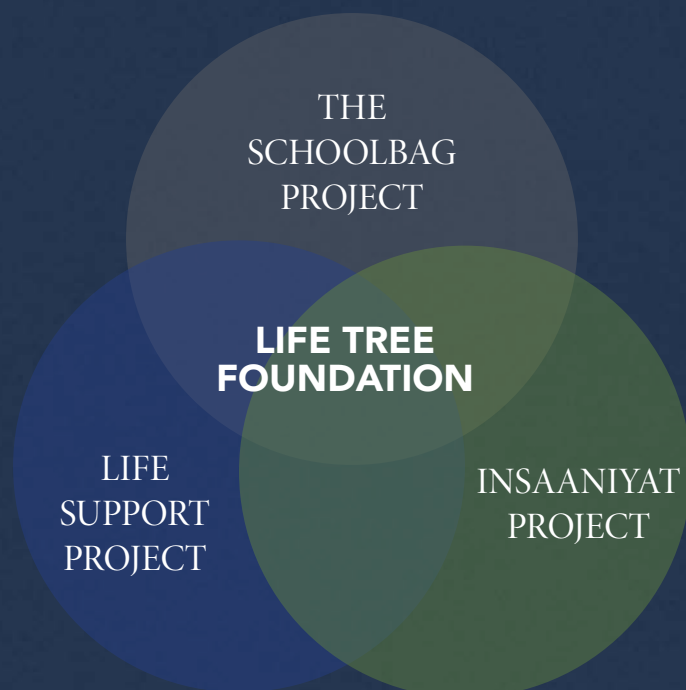 THE
SCHOOLBAG
PROJECT
LIFE TREE
FOUNDATION
LIFE
SUPPORT
PROJECT
INSAANIYAT
PROJECT